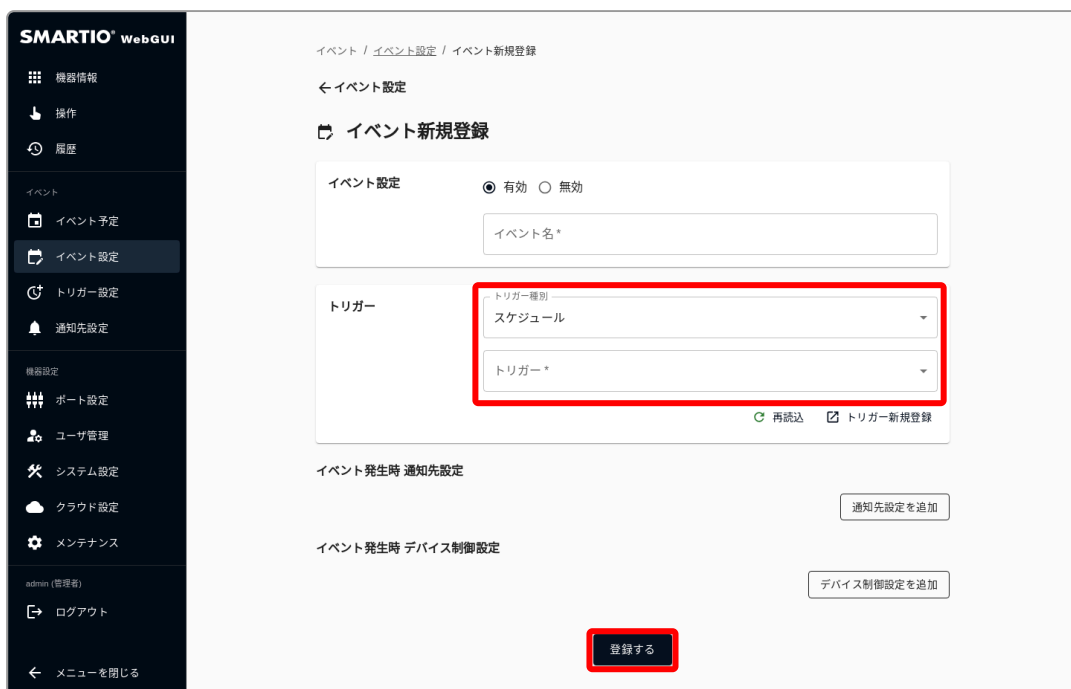 SMARTIO® WebGUI
機器情報
操作
履歴
イベント
イベント予定
イベント設定
トリガー設定
通知先設定
機器設定
ポート設定
ユーザ管理
システム設定
クラウド設定
メンテナンス
admin (管理者)
ログアウト
メニューを閉じる
イベント / イベント設定 / イベント新規登録
イベント設定
イベント新規登録
イベント設定
有効 無効
イベント名*
トリガー
トリガー種別
スケジュール
トリガー*
再読込 トリガー新規登録
イベント発生時 通知先設定
通知先設定を追加
イベント発生時 デバイス制御設定
デバイス制御設定を追加
登録する